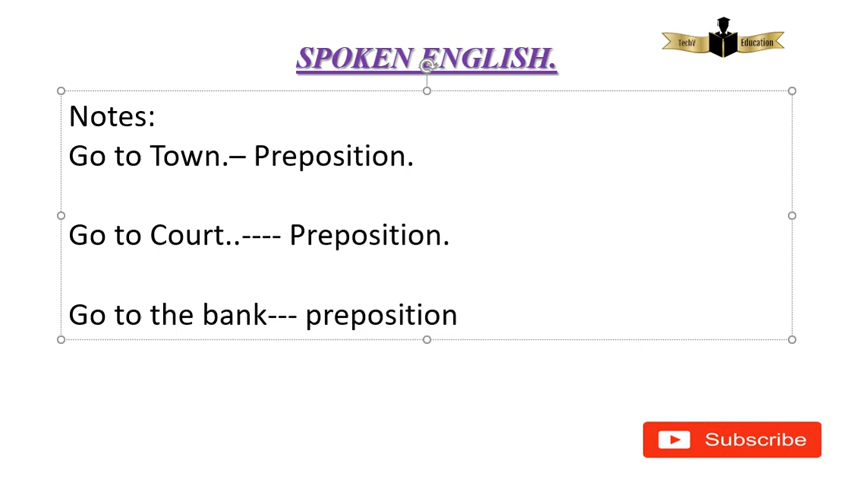 SPOKEN ENGLISH.
TechV Education
Notes:
Go to Town.– Preposition.
Go to Court..---- Preposition.
Go to the bank--- preposition
Subscribe